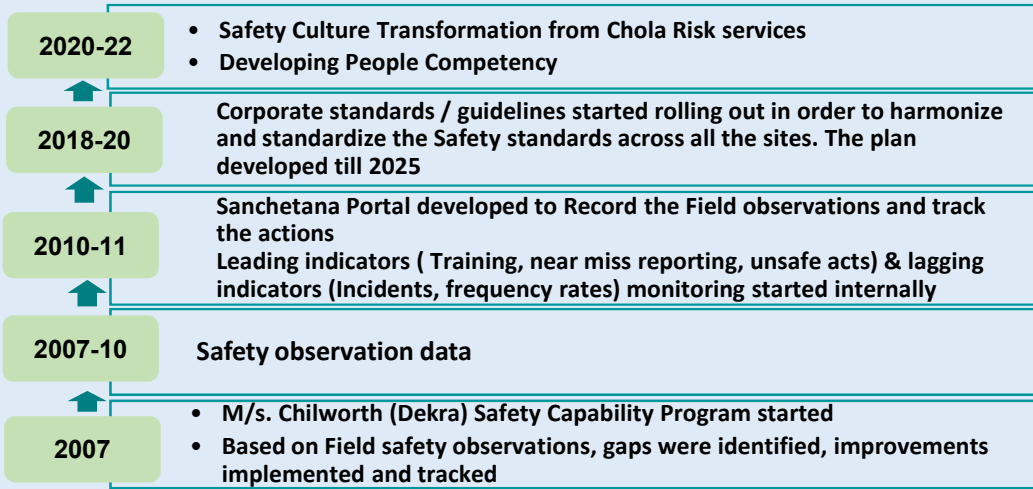 2020-22
• Safety Culture Transformation from Chola Risk services
• Developing People Competency
2018-20
Corporate standards / guidelines started rolling out in order to harmonize
and standardize the Safety standards across all the sites. The plan
developed till 2025
2010-11
Sanchetana Portal developed to Record the Field observations and track
the actions
Leading indicators ( Training, near miss reporting, unsafe acts) & lagging
indicators (Incidents, frequency rates) monitoring started internally
2007-10
Safety observation data
2007
• M/s. Chilworth (Dekra) Safety Capability Program started
• Based on Field safety observations, gaps were identified, improvements
implemented and tracked